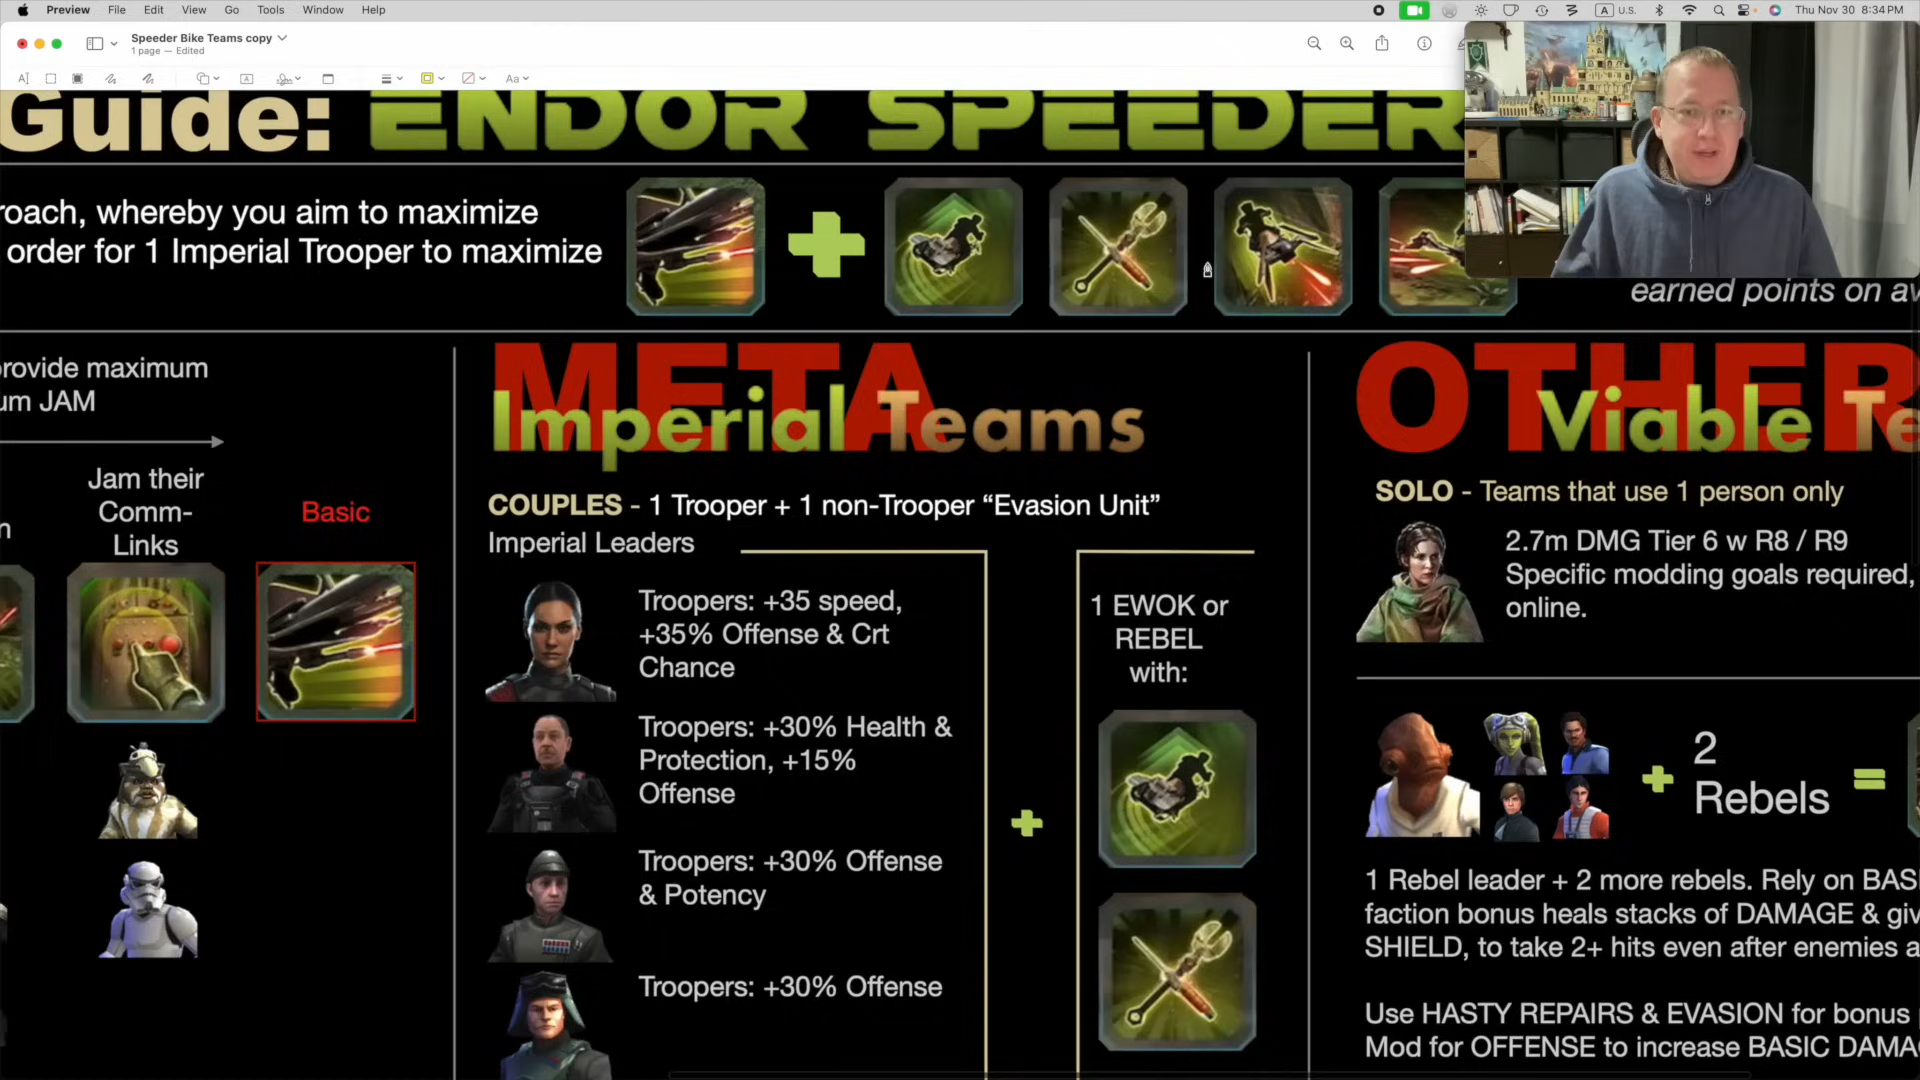 Preview File Edit View Go Tools Window Help
U.S.
Thu Nov 30 8:34 PM
Speeder Bike Teams copy
1 page — Edited
Guide: ENDOR SPEEDER
roach, whereby you aim to maximize
order for 1 Imperial Trooper to maximize
earned points on av
provide maximum
um JAM
Jam their
Comm-
Links
Basic
META
Imperial Teams
COUPLES - 1 Trooper + 1 non-Trooper “Evasion Unit”
Imperial Leaders
Troopers: +35 speed,
+35% Offense & Crt
Chance
Troopers: +30% Health &
Protection, +15%
Offense
Troopers: +30% Offense
& Potency
Troopers: +30% Offense
1 EWOK or
REBEL
with:
OTHER
Viable Te
SOLO - Teams that use 1 person only
2.7m DMG Tier 6 w R8 / R9
Specific modding goals required,
online.
2
Rebels
1 Rebel leader + 2 more rebels. Rely on BAS
faction bonus heals stacks of DAMAGE & giv
SHIELD, to take 2+ hits even after enemies a
Use HASTY REPAIRS & EVASION for bonus
Mod for OFFENSE to increase BASIC DAMA